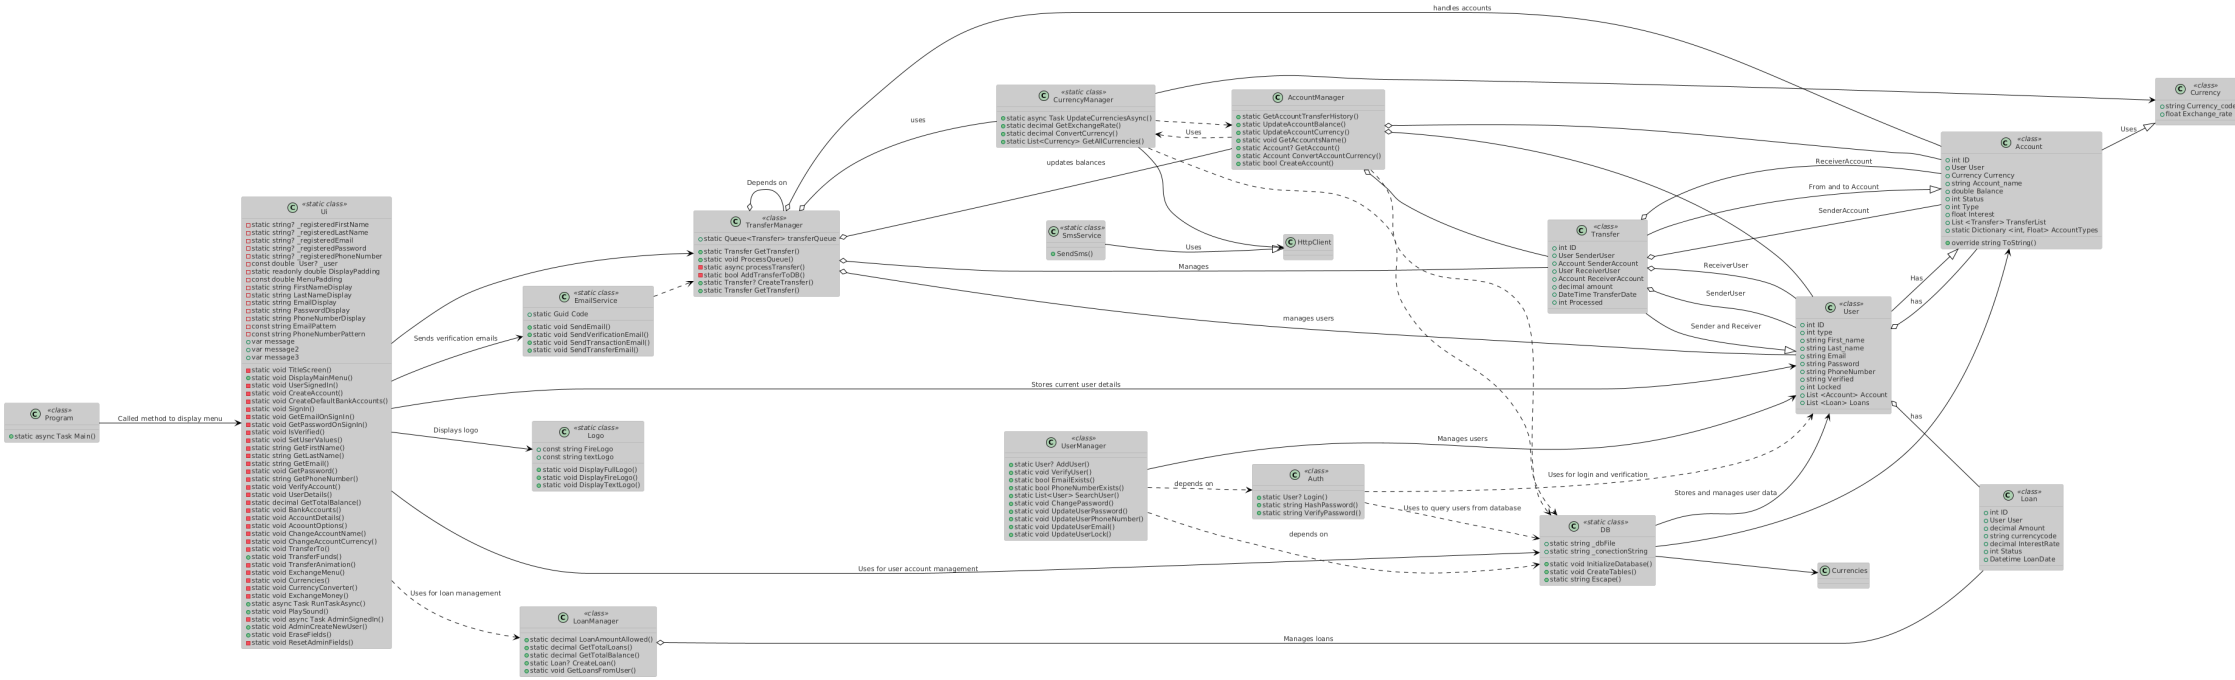 C
«class»
Program
static async Task Main()
Called method to display menu
C
«static class»
Ui
static string? _registeredFirstName
static string? _registeredLastName
static string? _registeredEmail
static string? _registeredPassword
static string? _registeredPhoneNumber
const double User? _user
static readonly double DisplayPadding
const double MenuPadding
static string FirstNameDisplay
static string LastNameDisplay
static string EmailDisplay
static string PasswordDisplay
static string PhoneNumberDisplay
const string EmailPattern
const string PhoneNumberPattern
var message
var message2
var message3
static void TitleScreen()
static void DisplayMainMenu()
static void UserSignedIn()
static void CreateAccount()
static void CreateDefaultBankAccounts()
static void SignIn()
static void GetEmailOnSignIn()
static void GetPasswordOnSignIn()
static void IsVerified()
static void SetUserValues()
static string GetFirstName()
static string GetLastName()
static string GetEmail()
static void GetPassword()
static string GetPhoneNumber()
static void VerifyAccount()
static void UserDetails()
static decimal GetTotalBalance()
static void BankAccounts()
static void AccountDetails()
static void AcoountOptions()
static void ChangeAccountName()
static void ChangeAccountCurrency()
static void TransferTo()
static void TransferFunds()
static void TransferAnimation()
static void ExchangeMenu()
static void Currencies()
static void CurrencyConverter()
static void ExchangeMoney()
static async Task RunTaskAsync()
static void PlaySound()
static void async Task AdminSignedIn()
static void AdminCreateNewUser()
static void EraseFields()
static void ResetAdminFields()
Sends verification emails
Displays logo
Uses for loan management
C
«static class»
EmailService
static Guid Code
static void SendEmail()
static void SendVerificationEmail()
static void SendTransactionEmail()
static void SendTransferEmail()
C
«static class»
Logo
const string FireLogo
const string textLogo
static void DisplayFullLogo()
static void DisplayFireLogo()
static void DisplayTextLogo()
C
«static class»
LoanManager
static decimal LoanAmountAllowed()
static decimal GetTotalLoans()
static decimal GetTotalBalance()
static Loan? CreateLoan()
static void GetLoansFromUser()
Depends on
C
«class»
TransferManager
static Queue<Transfer> transferQueue
static Transfer GetTransfer()
static void ProcessQueue()
static async processTransfer()
static bool AddTransferToDB()
static Transfer? CreateTransfer()
static Transfer GetTransfer()
handles accounts
uses
updates balances
Manages
manages users
Stores current user details
Uses for user account management
Manages loans
C
«static class»
CurrencyManager
static async Task UpdateCurrenciesAsync()
static decimal GetExchangeRate()
static decimal ConvertCurrency()
static List<Currency> GetAllCurrencies()
Uses
C
AccountManager
static GetAccountTransferHistory()
static UpdateAccountBalance()
static UpdateAccountCurrency()
static void GetAccountsName()
static Account? GetAccount()
static Account ConvertAccountCurrency()
static bool CreateAccount()
C
«static class»
SmsService
SendSms()
Uses
C
HttpClient
C
«class»
UserManager
static User? AddUser()
static void VerifyUser()
static bool EmailExists()
static bool PhoneNumberExists()
static List<User> SearchUser()
static void ChangePassword()
static void UpdateUserPassword()
static void UpdateUserPhoneNumber()
static void UpdateUserEmail()
static void UpdateUserLock()
Manages users
depends on
depends on
C
«class»
Auth
static User? Login()
static string HashPassword()
static string VerifyPassword()
Uses for login and verification
Uses to query users from database
C
«class»
Transfer
int ID
User SenderUser
Account SenderAccount
User ReceiverUser
Account ReceiverAccount
decimal amount
DateTime TransferDate
int Processed
ReceiverAccount
From and to Account
SenderAccount
ReceiverUser
SenderUser
Sender and Receiver
C
«static class»
DB
static string _dbFile
static string _conectionString
static void InitializeDatabase()
static void CreateTables()
static string Escape()
Stores and manages user data
C
«class»
User
int ID
int type
string First_name
string Last_name
string Email
string Password
string PhoneNumber
string Verified
int Locked
List <Account> Account
List <Loan> Loans
Has
has
has
C
Currencies
C
«class»
Account
int ID
User User
Currency Currency
string Account_name
double Balance
int Status
int Type
float Interest
List <Transfer> TransferList
static Dictionary <int, Float> AccountTypes
override string ToString()
Uses
C
«class»
Currency
string Currency_code
float Exchange_rate
C
«class»
Loan
int ID
User User
decimal Amount
string currencycode
decimal InterestRate
int Status
Datetime LoanDate